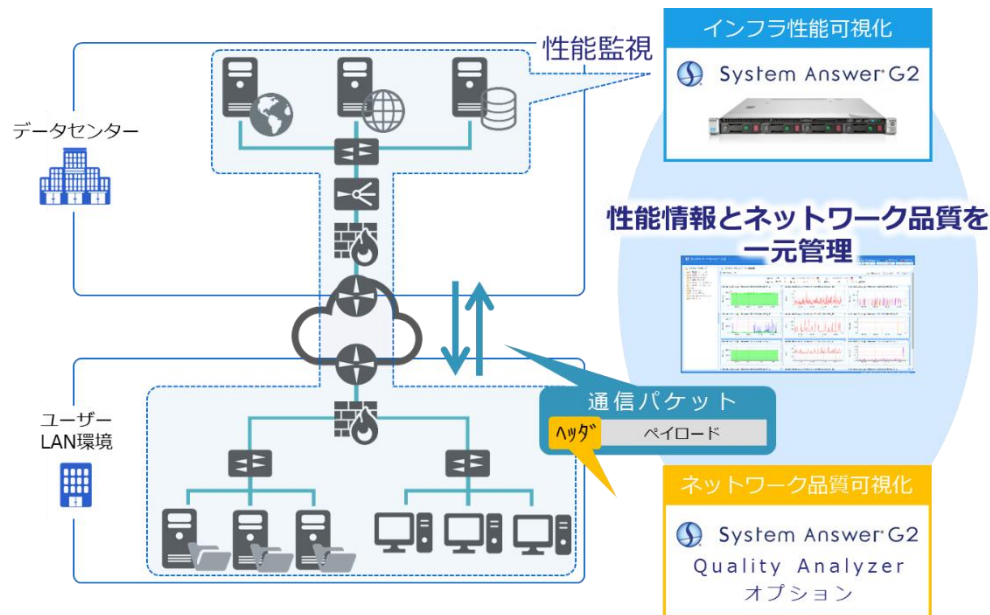 インフラ性能可視化
System Answer G2
性能監視
データセンター
性能情報とネットワーク品質を
一元管理
通信パケット
ヘッダ
ペイロード
ユーザー
LAN環境
ネットワーク品質可視化
System Answer G2
Quality Analyzer
オプション